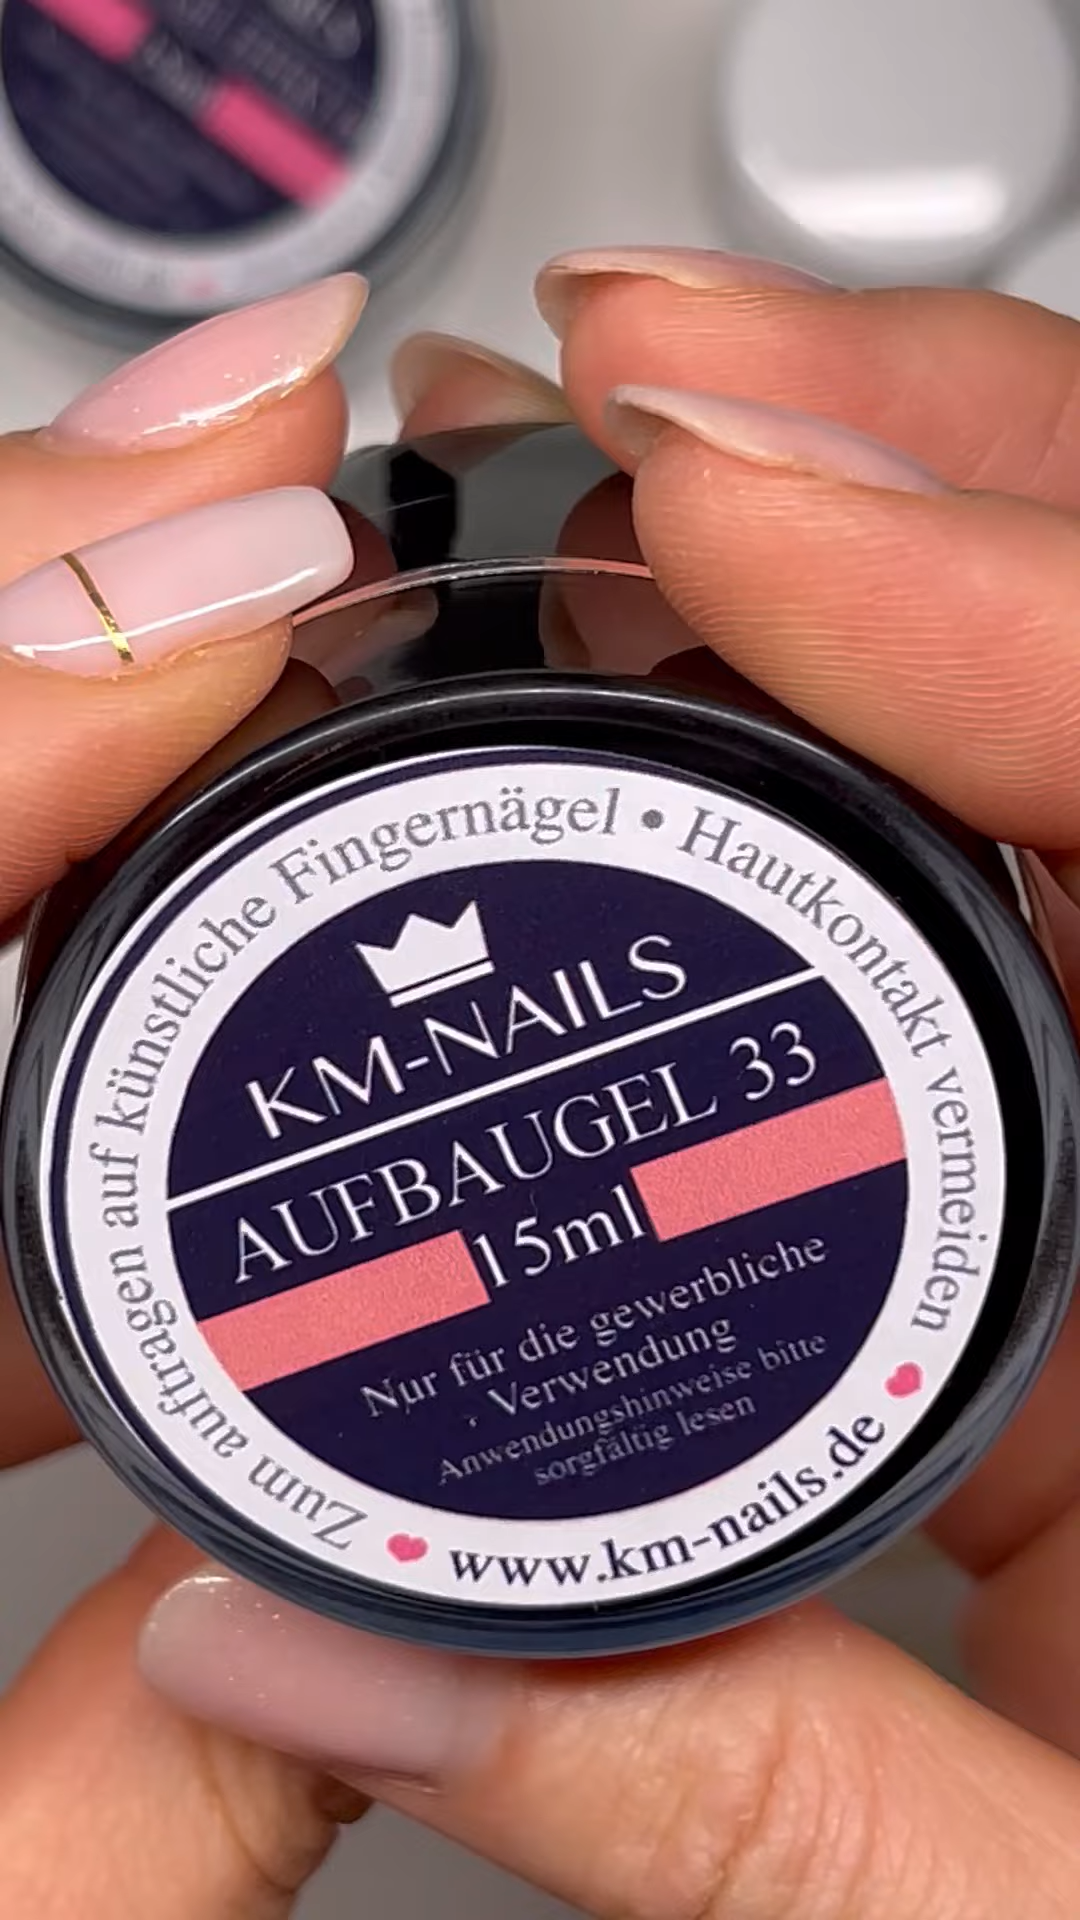 Zum auftragen auf künstliche Fingernägel • Hautkontakt vermeiden
KM-NAILS
AUFBAUGEL 33
15ml
Nur für die gewerbliche
Verwendung
Anwendungshinweise bitte
sorgfältig lesen
www.km-nails.de